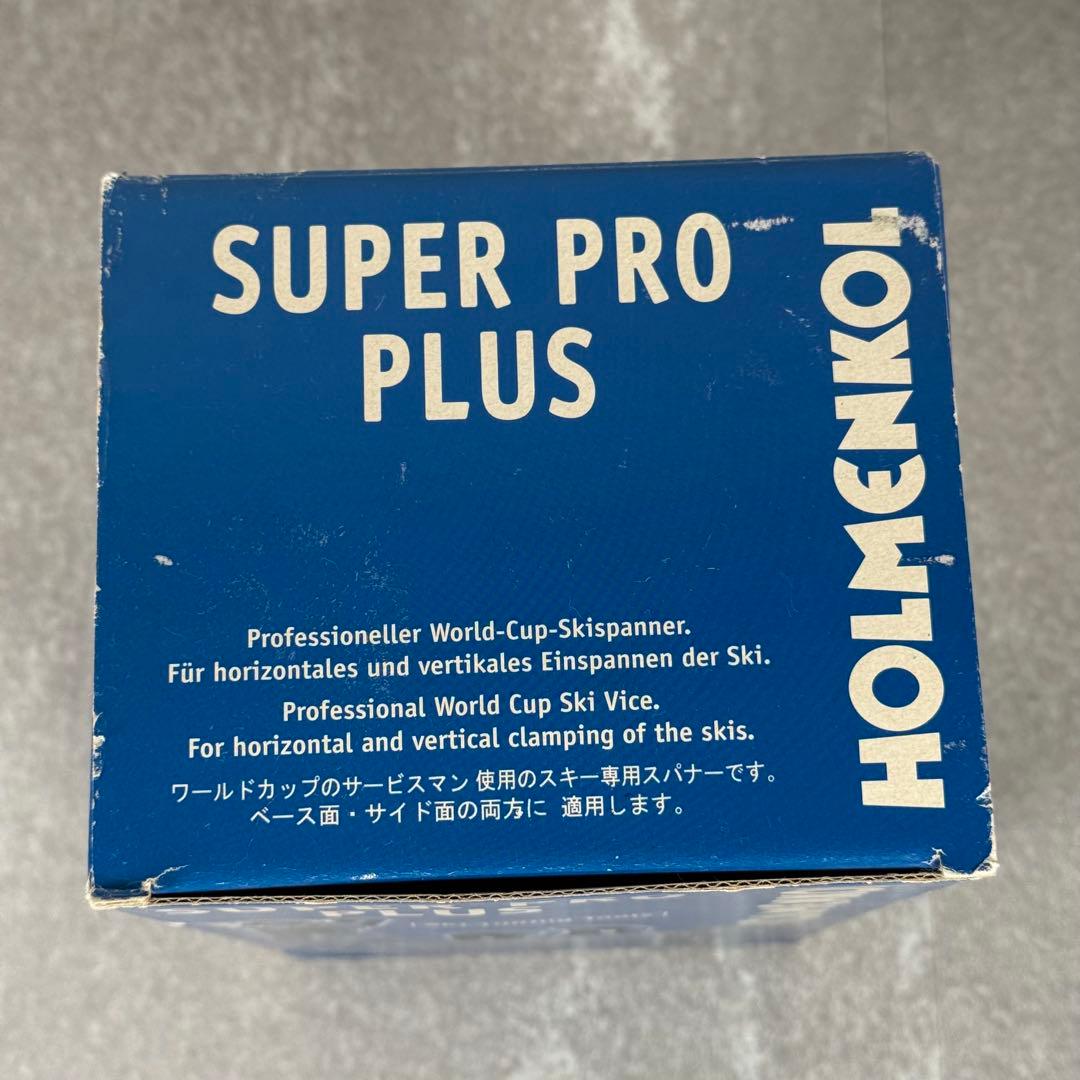 SUPER PRO
PLUS
HOLMENKOL
Professioneller World-Cup-Skispanner.
Für horizontales und vertikales Einspannen der Ski.
Professional World Cup Ski Vice.
For horizontal and vertical clamping of the skis.
ワールドカップのサービスマン 使用のスキー専用スパナーです。
ベース面・サイド面の両方に 適用します。
PLUS